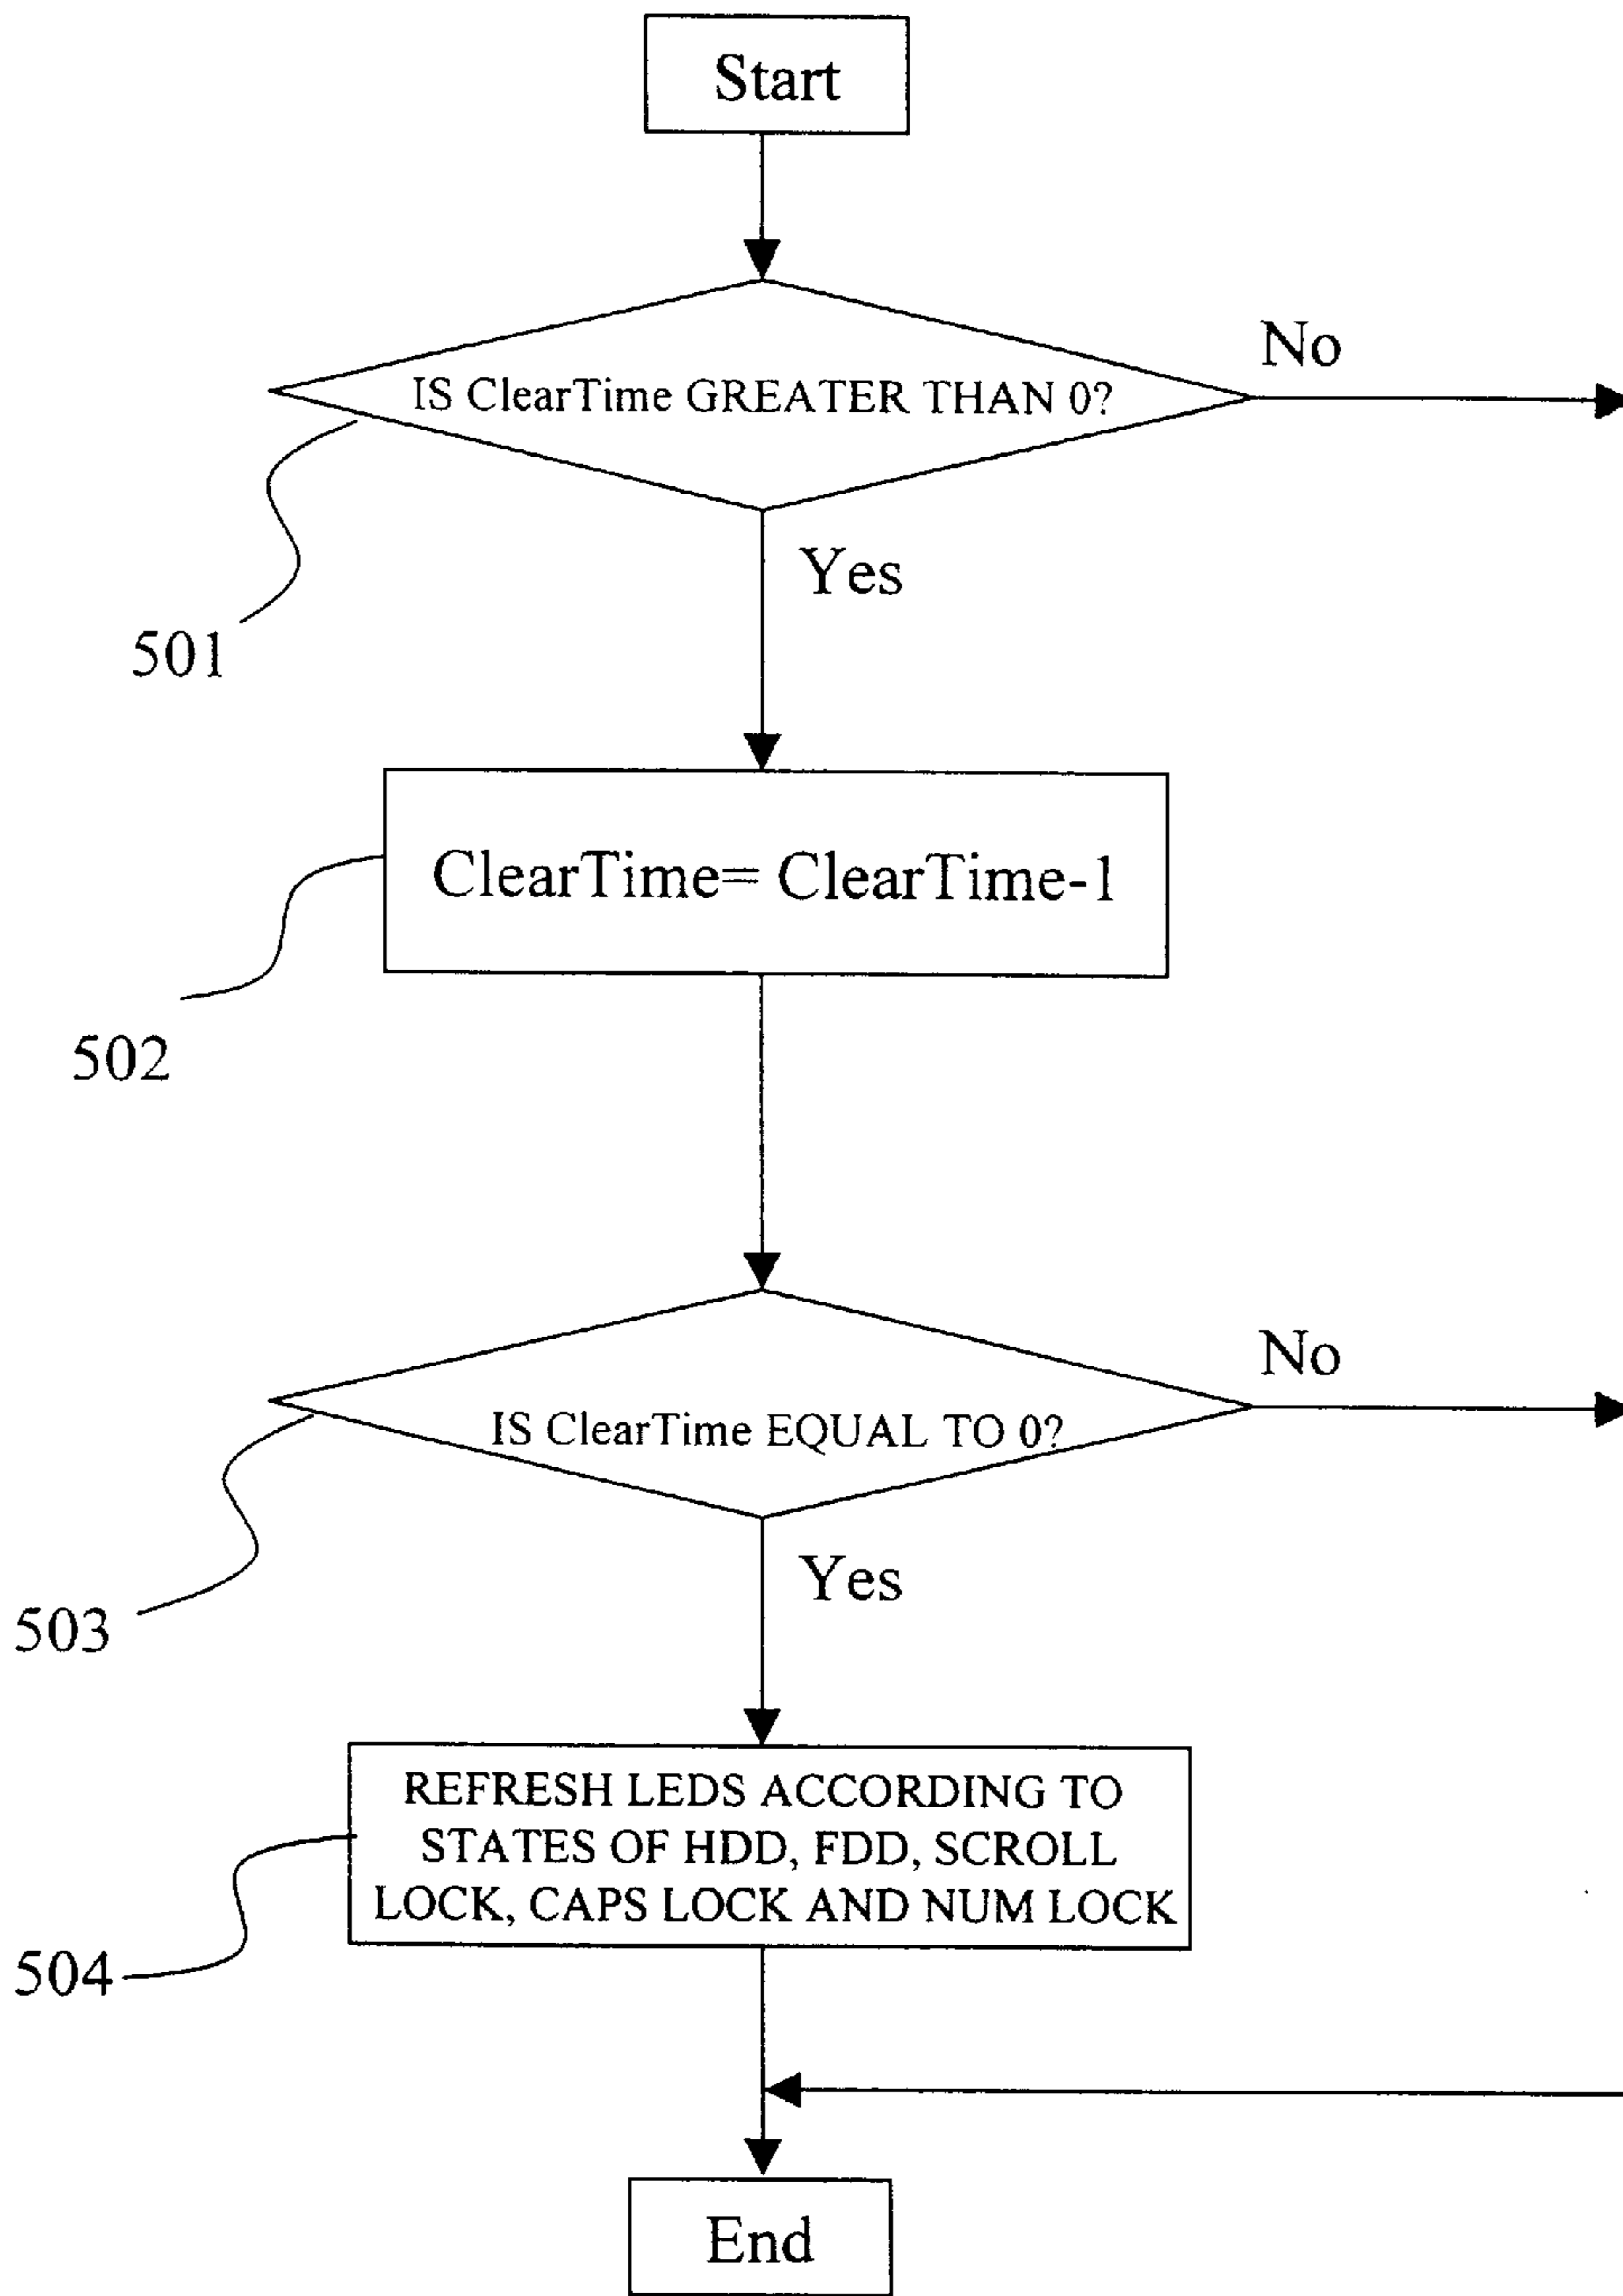 Start
IS ClearTime GREATER THAN 0?
No
Yes
501
ClearTime= ClearTime-1
502
IS ClearTime EQUAL TO 0?
No
Yes
503
REFRESH LEDS ACCORDING TO
STATES OF HDD, FDD, SCROLL
LOCK, CAPS LOCK AND NUM LOCK
504
End